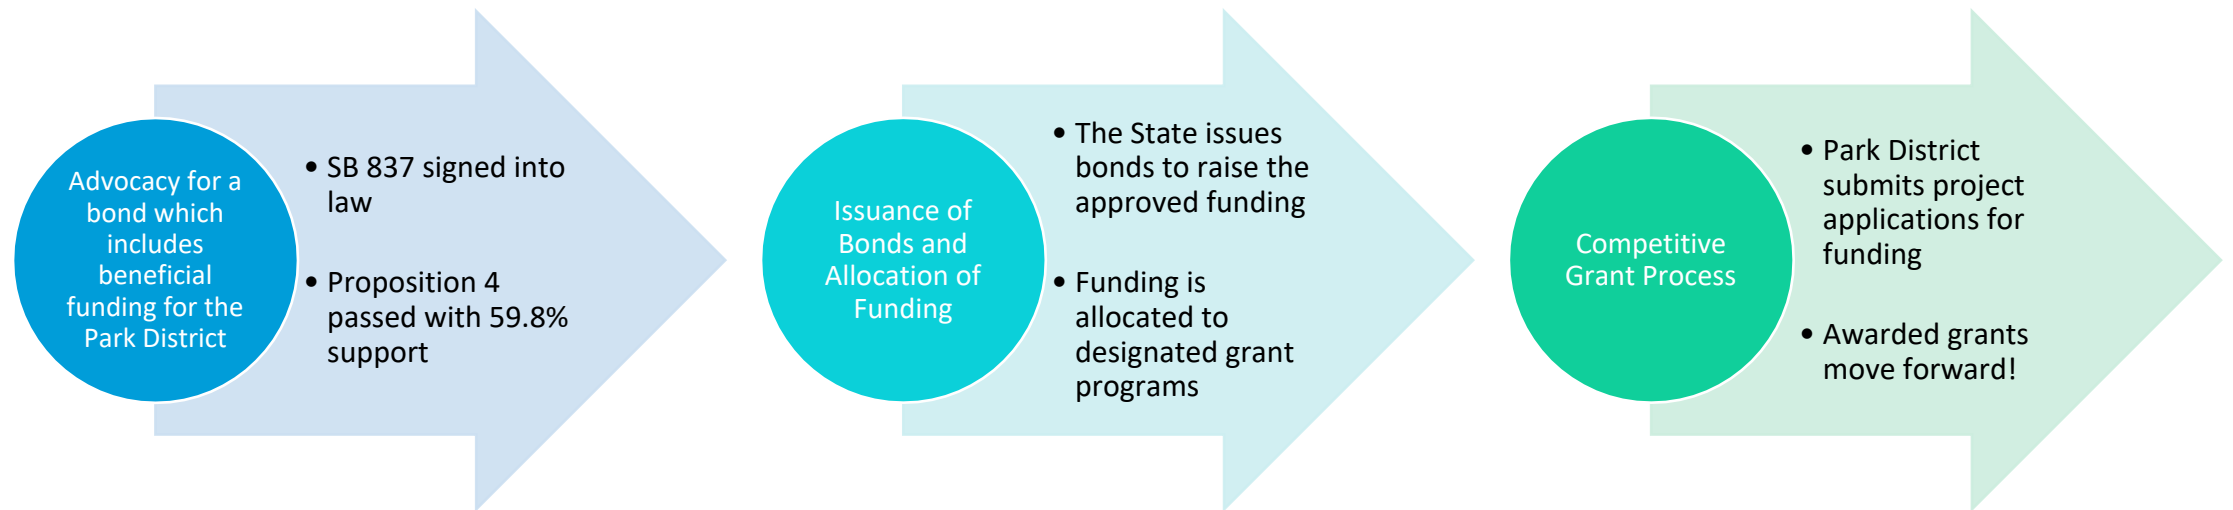 Advocacy for a
bond which
includes
beneficial
funding for the
Park District
• SB 837 signed into
law
• Proposition 4
passed with 59.8%
support
Issuance of
Bonds and
Allocation of
Funding
• The State issues
bonds to raise the
approved funding
• Funding is
allocated to
designated grant
programs
Competitive
Grant Process
• Park District
submits project
applications for
funding
• Awarded grants
move forward!